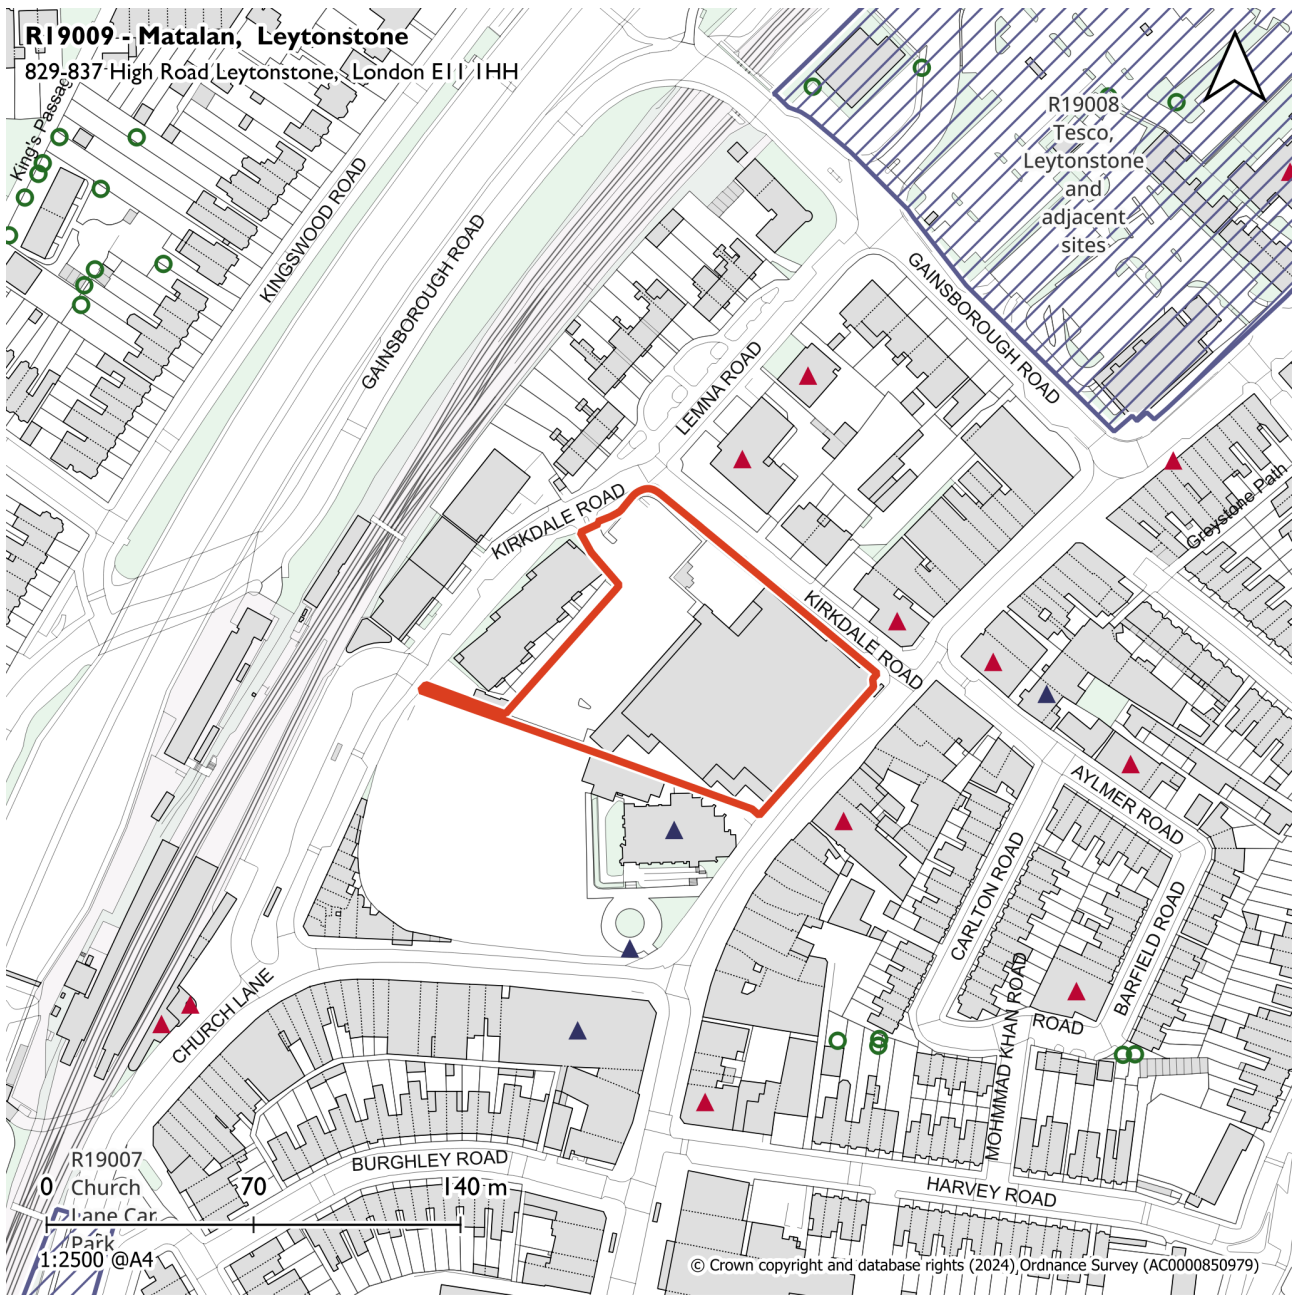 R19009 - Matalan, Leytonstone
829-837 High Road Leytonstone, London E11 1HH
King's Passage
KINGSWOOD ROAD
GAINSBOROUGH ROAD
R19008
Tesco,
Leytonstone
and
adjacent
sites
GAINSBOROUGH ROAD
LEMNA ROAD
KIRKDALE ROAD
KIRKDALE ROAD
Greystone Path
AYLMER ROAD
CARLTON ROAD
BARFIELD ROAD
MOHMMAD KHAN ROAD
ROAD
CHURCH LANE
BURGHLEY ROAD
HARVEY ROAD
R19007
Church
Lane Car
Park
0 70 140 m
1:2500 @A4
© Crown copyright and database rights (2024) Ordnance Survey (AC0000850979)